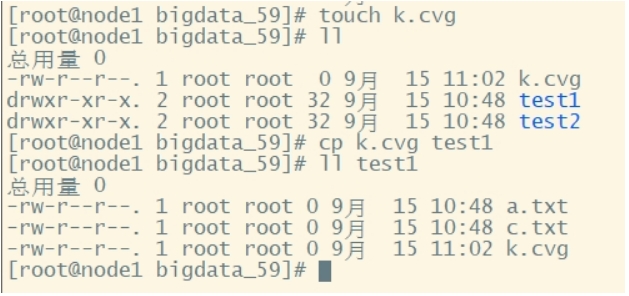 [root@node1 bigdata_59]# touch k.cvg
[root@node1 bigdata_59]# ll
总用量 0
-rw-r--r--. 1 root root  0 9月  15 11:02 k.cvg
drwxr-xr-x. 2 root root 32 9月  15 10:48 test1
drwxr-xr-x. 2 root root 32 9月  15 10:48 test2
[root@node1 bigdata_59]# cp k.cvg test1
[root@node1 bigdata_59]# ll test1
总用量 0
-rw-r--r--. 1 root root 0 9月  15 10:48 a.txt
-rw-r--r--. 1 root root 0 9月  15 10:48 c.txt
-rw-r--r--. 1 root root 0 9月  15 11:02 k.cvg
[root@node1 bigdata_59]#